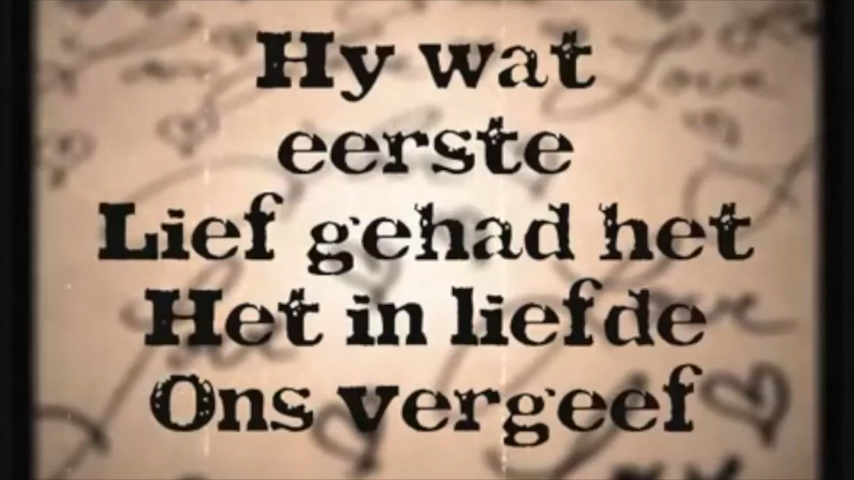 Hy wat
eerste
Lief gehad het
Het in liefde
Ons vergeef